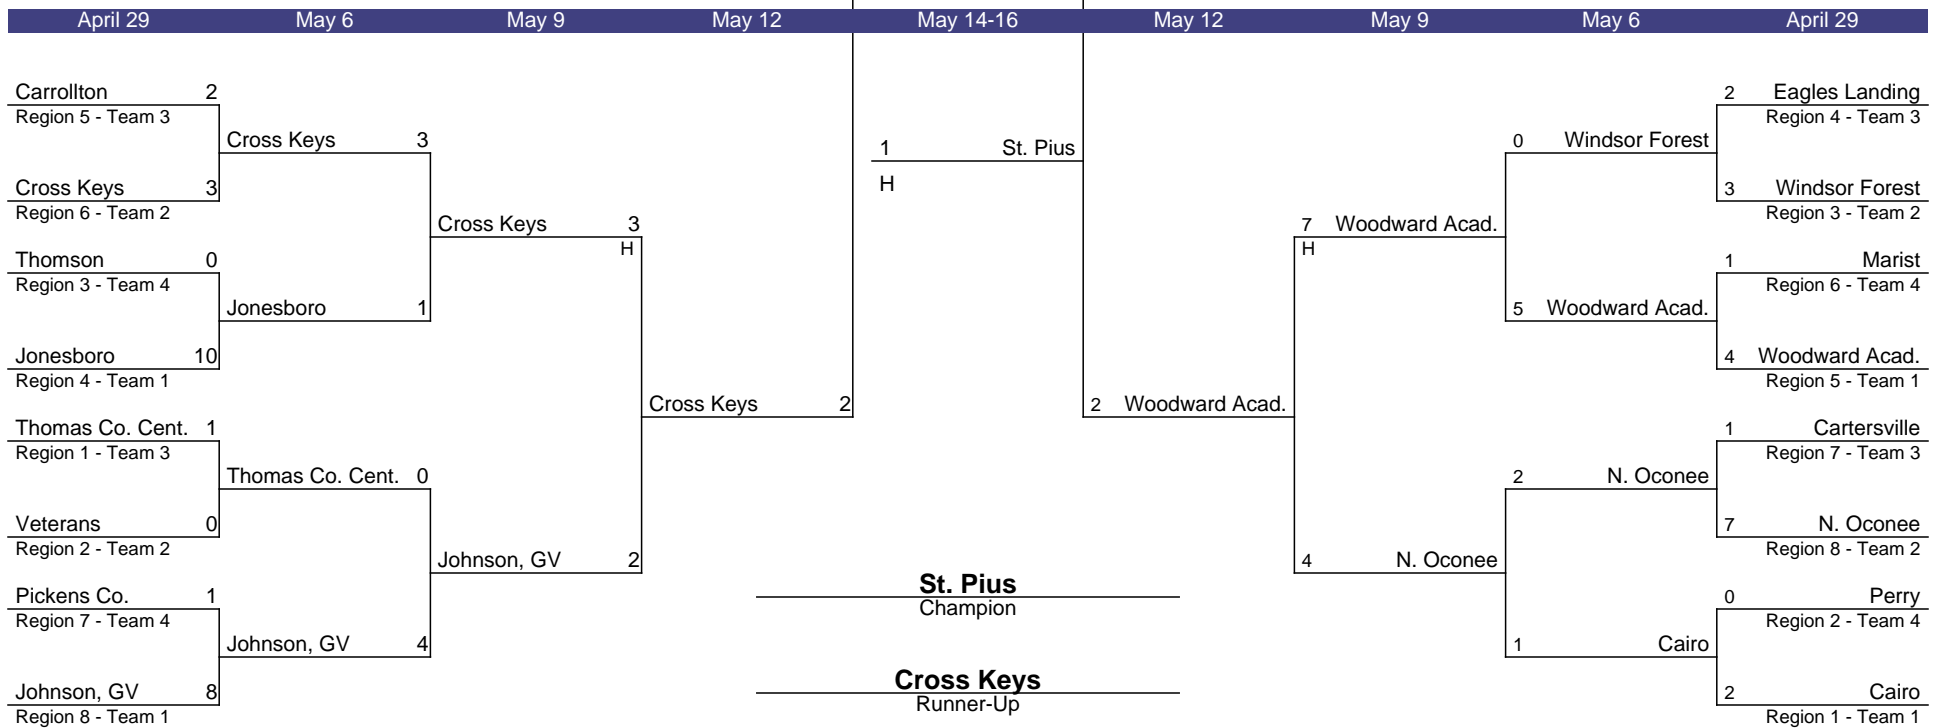 April 29 May 6 May 9 May 12 May 14-16 May 12 May 9 May 6 April 29
Carrollton 2
Region 5 - Team 3
Cross Keys 3
Cross Keys 3
Region 6 - Team 2
Cross Keys 3
H
Thomson 0
Region 3 - Team 4
Jonesboro 1
Jonesboro 10
Region 4 - Team 1
Cross Keys 2
Thomas Co. Cent. 1
Region 1 - Team 3
Thomas Co. Cent. 0
Veterans 0
Region 2 - Team 2
Johnson, GV 2
Pickens Co. 1
Region 7 - Team 4
Johnson, GV 4
Johnson, GV 8
Region 8 - Team 1
1 St. Pius
H
St. Pius
Champion
Cross Keys
Runner-Up
2 Eagles Landing
Region 4 - Team 3
0 Windsor Forest
3 Windsor Forest
Region 3 - Team 2
7 Woodward Acad.
H
1 Marist
Region 6 - Team 4
5 Woodward Acad.
4 Woodward Acad.
Region 5 - Team 1
2 Woodward Acad.
1 Cartersville
Region 7 - Team 3
2 N. Oconee
7 N. Oconee
Region 8 - Team 2
4 N. Oconee
0 Perry
Region 2 - Team 4
1 Cairo
2 Cairo
Region 1 - Team 1